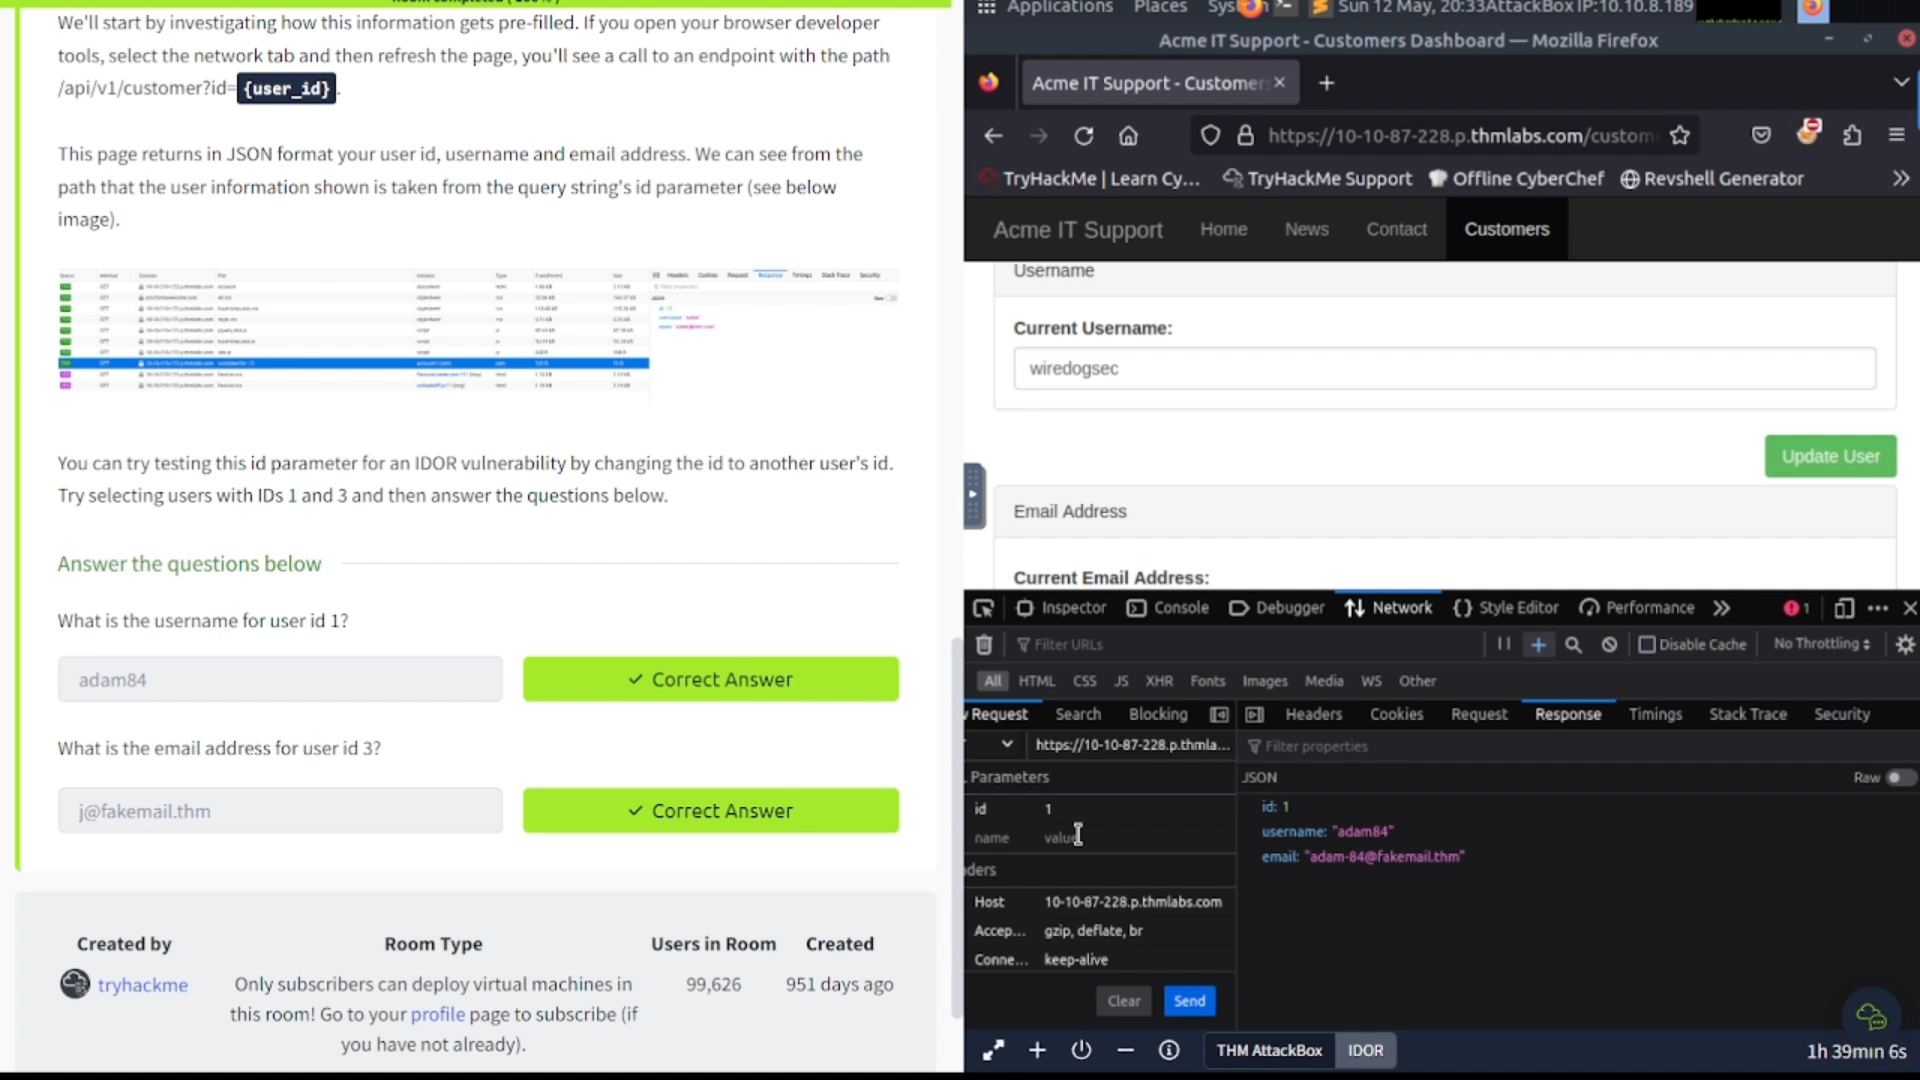 We'll start by investigating how this information gets pre-filled. If you open your browser developer
tools, select the network tab and then refresh the page, you'll see a call to an endpoint with the path
/api/v1/customer?id={user_id}.
This page returns in JSON format your user id, username and email address. We can see from the
path that the user information shown is taken from the query string's id parameter (see below
image).
You can try testing this id parameter for an IDOR vulnerability by changing the id to another user's id.
Try selecting users with IDs 1 and 3 and then answer the questions below.
Answer the questions below
What is the username for user id 1?
adam84
✓ Correct Answer
What is the email address for user id 3?
j@fakemail.thm
✓ Correct Answer
Created by
tryhackme
Room Type
Only subscribers can deploy virtual machines in
this room! Go to your profile page to subscribe (if
you have not already).
Users in Room
99,626
Created
951 days ago
Applications Places Sys Sun 12 May, 20:33 AttackBox IP:10.10.8.189
Acme IT Support - Customers Dashboard — Mozilla Firefox
Acme IT Support - Customer
https://10-10-87-228.p.thmlabs.com/custom
TryHackMe | Learn Cy... TryHackMe Support Offline CyberChef Revshell Generator
Acme IT Support Home News Contact Customers
Username
Current Username:
wiredogsec
Update User
Email Address
Current Email Address:
Inspector Console Debugger Network Style Editor Performance 1
Filter URLs Disable Cache No Throttling
All HTML CSS JS XHR Fonts Images Media WS Other
Request Search Blocking Headers Cookies Request Response Timings Stack Trace Security
https://10-10-87-228.p.thmla...
Parameters
id 1
name value
ders
Host 10-10-87-228.p.thmlabs.com
Accep... gzip, deflate, br
Conne... keep-alive
Clear Send
Filter properties
JSON Raw
id: 1
username: "adam84"
email: "adam-84@fakemail.thm"
THM AttackBox IDOR 1h 39min 6s